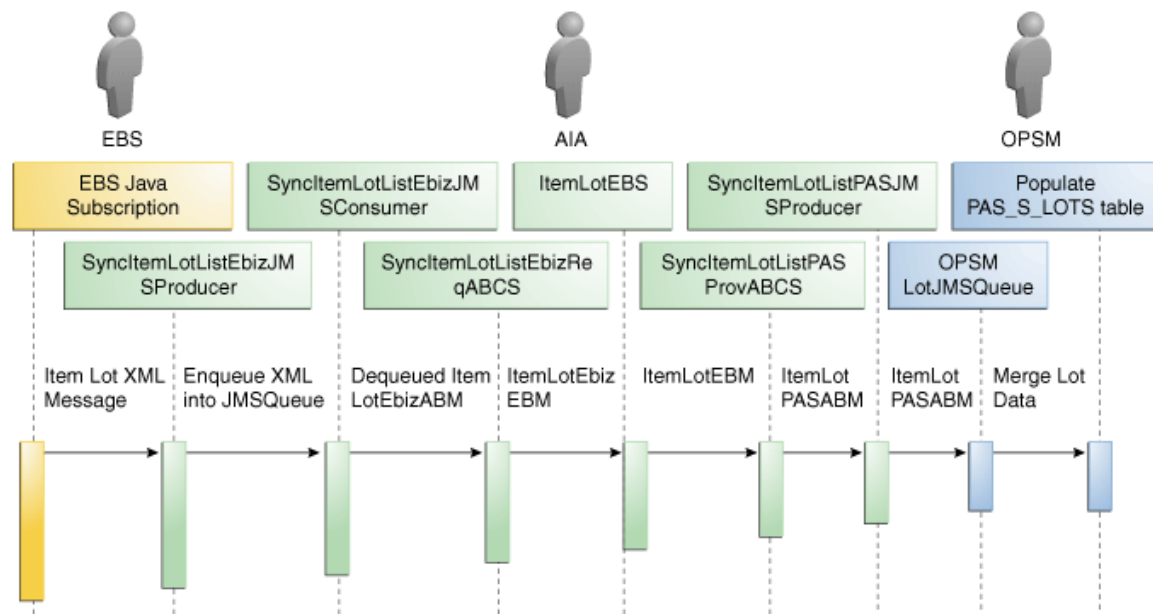 EBS
AIA
OPSM
EBS Java
Subscription
SyncItemLotListEbizJM
SConsumer
ItemLotEBS
SyncItemLotListPASJM
SProducer
Populate
PAS_S_LOTS table
SyncItemLotListEbizJM
SProducer
SyncItemLotListEbizRe
qABCS
SyncItemLotListPAS
ProvABCS
OPSM
LotJMSQueue
Item Lot XML
Message
Enqueue XML
into JMSQueue
Dequeued Item
LotEbizABM
ItemLotEbiz
EBM
ItemLotEBM
ItemLot
PASABM
ItemLot
PASABM
Merge Lot
Data